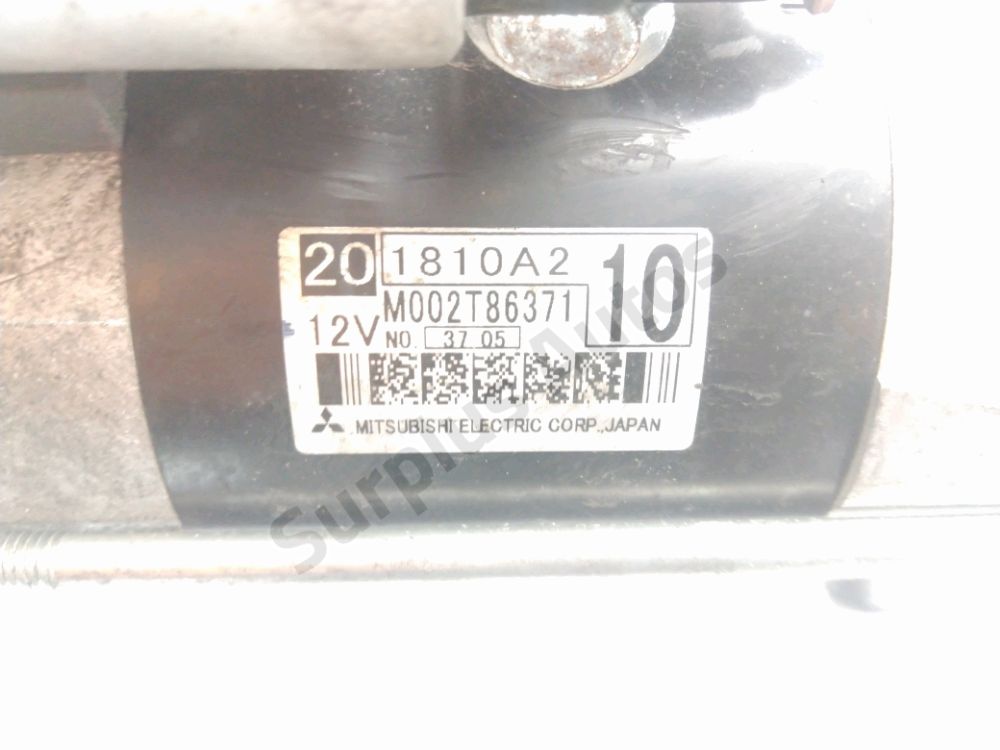 20 1810A2 10
12V M002T86371
NO. 37 05
MITSUBISHI ELECTRIC CORP., JAPAN
Surplus Autos